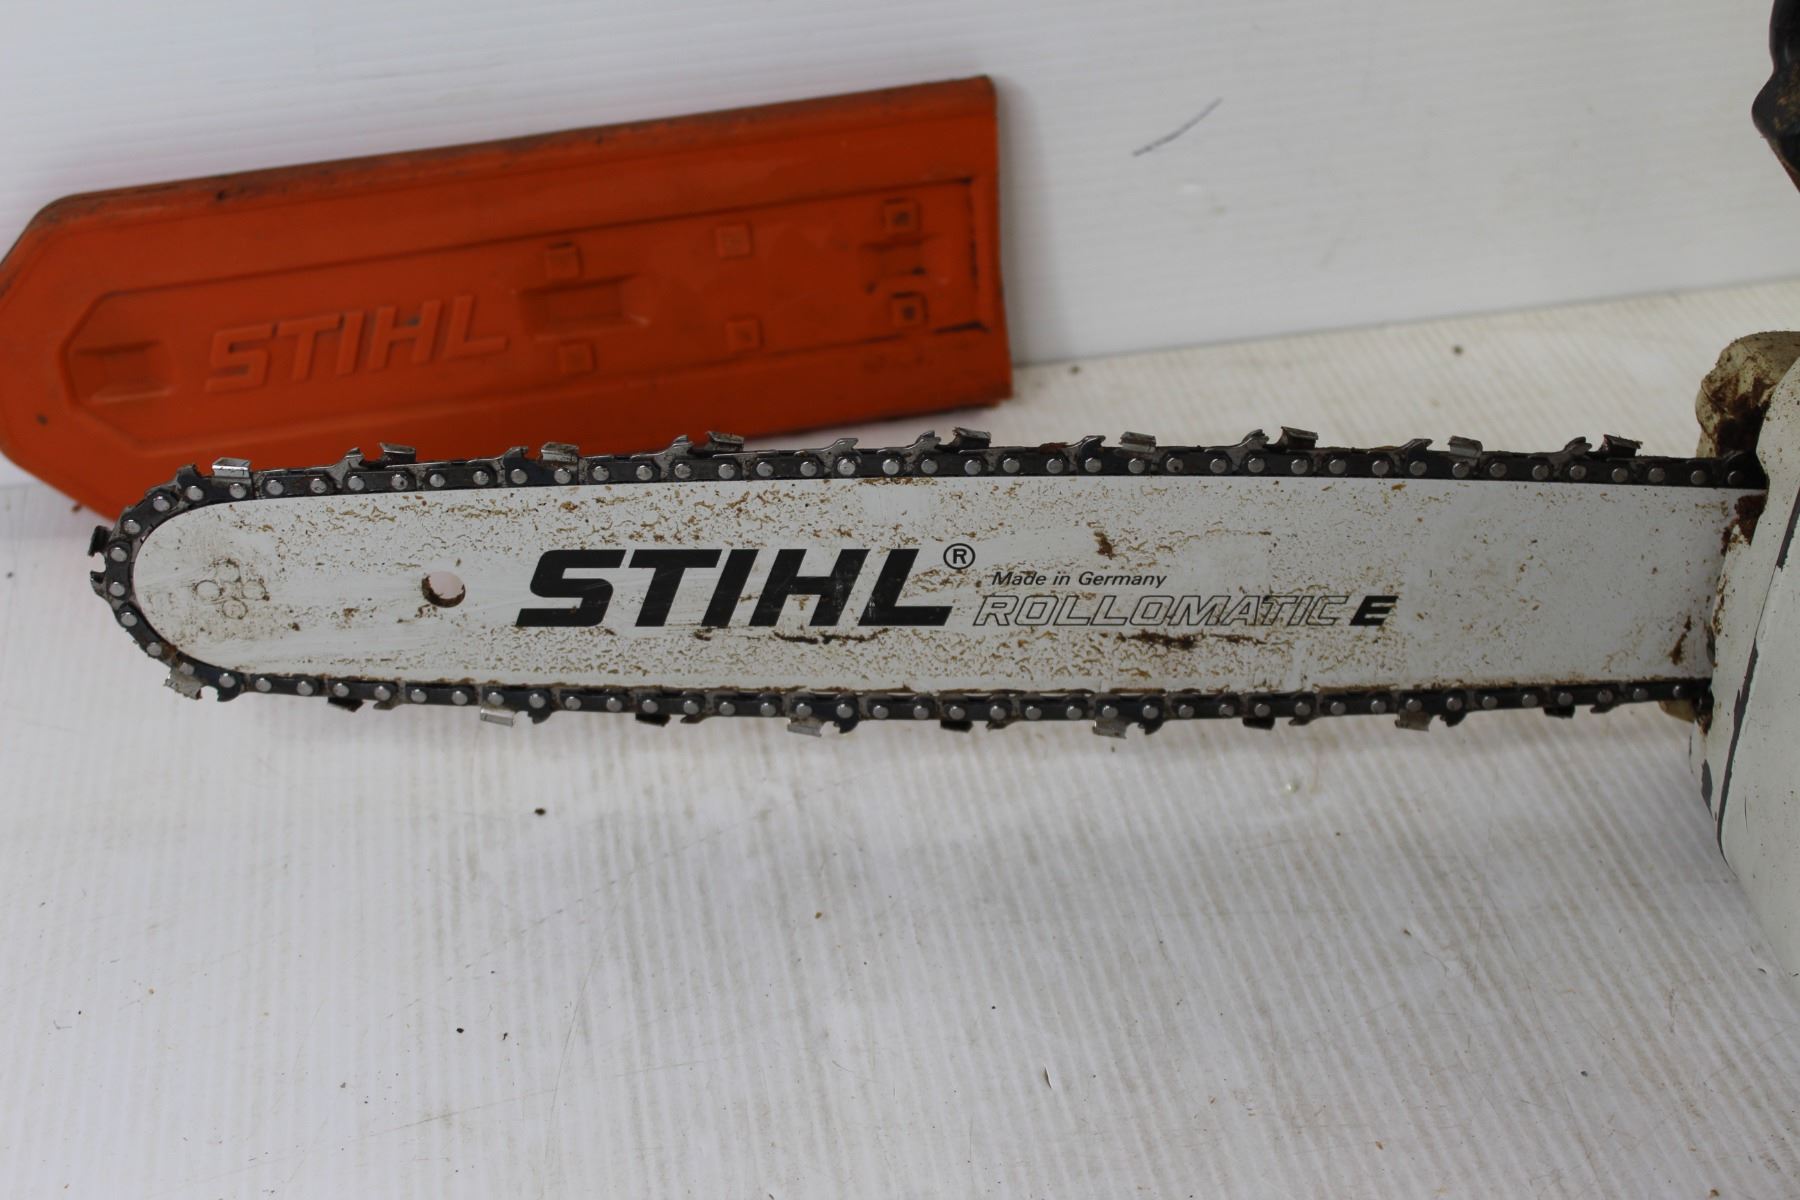 STIHL
STIHL®
Made in Germany
ROLLOMATIC E